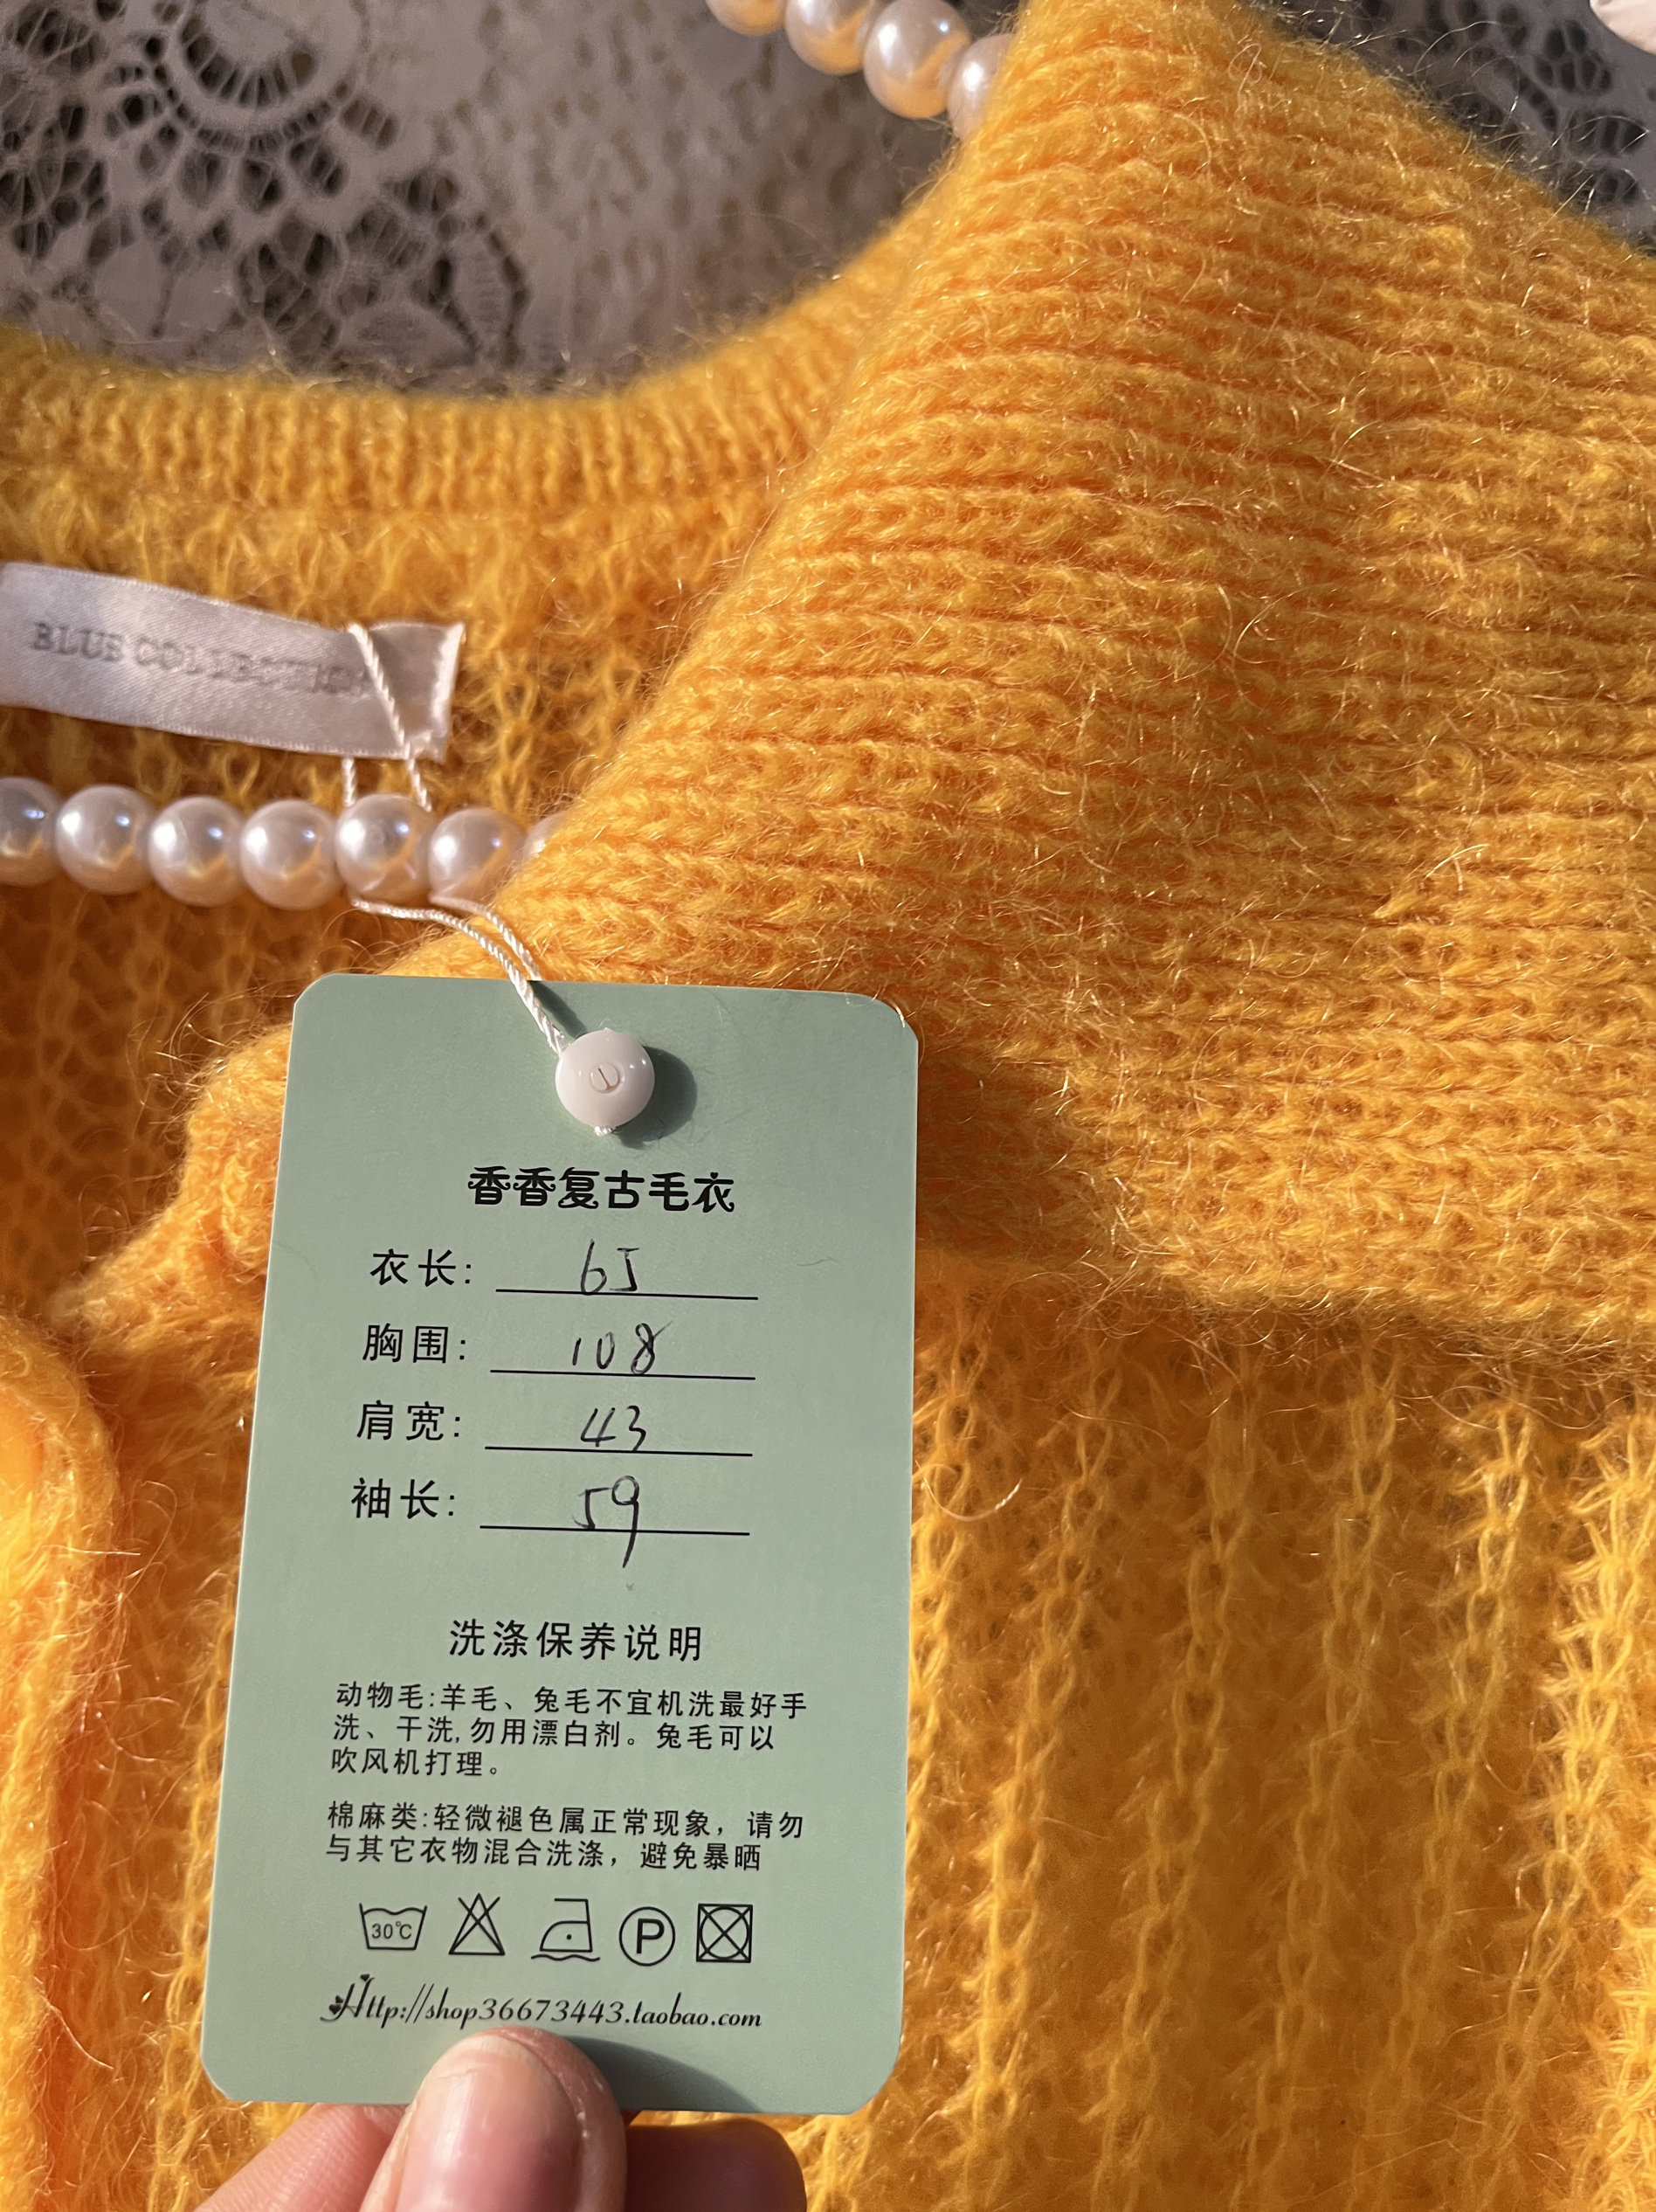 BLUE COLLECTION
香香复古毛衣
衣长: 65
胸围: 108
肩宽: 43
袖长: 59
洗涤保养说明
动物毛:羊毛、兔毛不宜机洗最好手
洗、干洗,勿用漂白剂。兔毛可以
吹风机打理。
棉麻类:轻微褪色属正常现象，请勿
与其它衣物混合洗涤，避免暴晒
30℃ P
Http://shop36673443.taobao.com